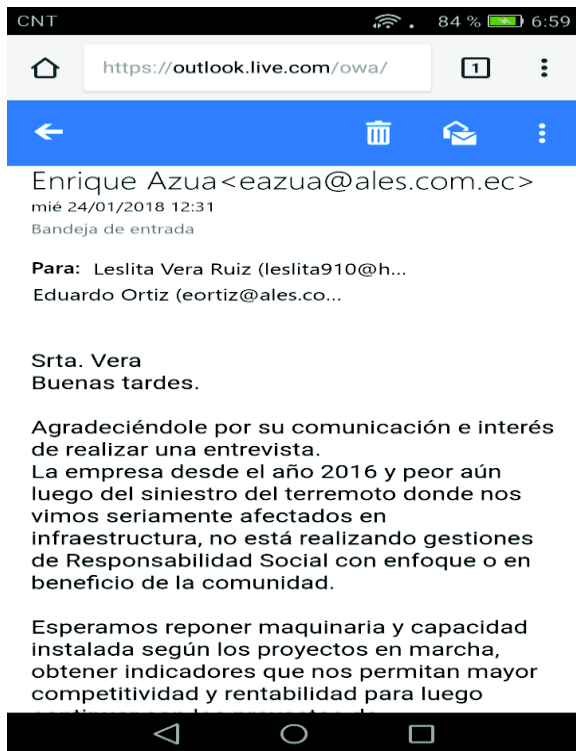 CNT 84 % 6:59
https://outlook.live.com/owa/ 1
Enrique Azua<eazua@ales.com.ec>
mié 24/01/2018 12:31
Bandeja de entrada
Para: Leslita Vera Ruiz (leslita910@h...
Eduardo Ortiz (eortiz@ales.co...
Srta. Vera
Buenas tardes.
Agradeciéndole por su comunicación e interés
de realizar una entrevista.
La empresa desde el año 2016 y peor aún
luego del siniestro del terremoto donde nos
vimos seriamente afectados en
infraestructura, no está realizando gestiones
de Responsabilidad Social con enfoque o en
beneficio de la comunidad.
Esperamos reponer maquinaria y capacidad
instalada según los proyectos en marcha,
obtener indicadores que nos permitan mayor
competitividad y rentabilidad para luego